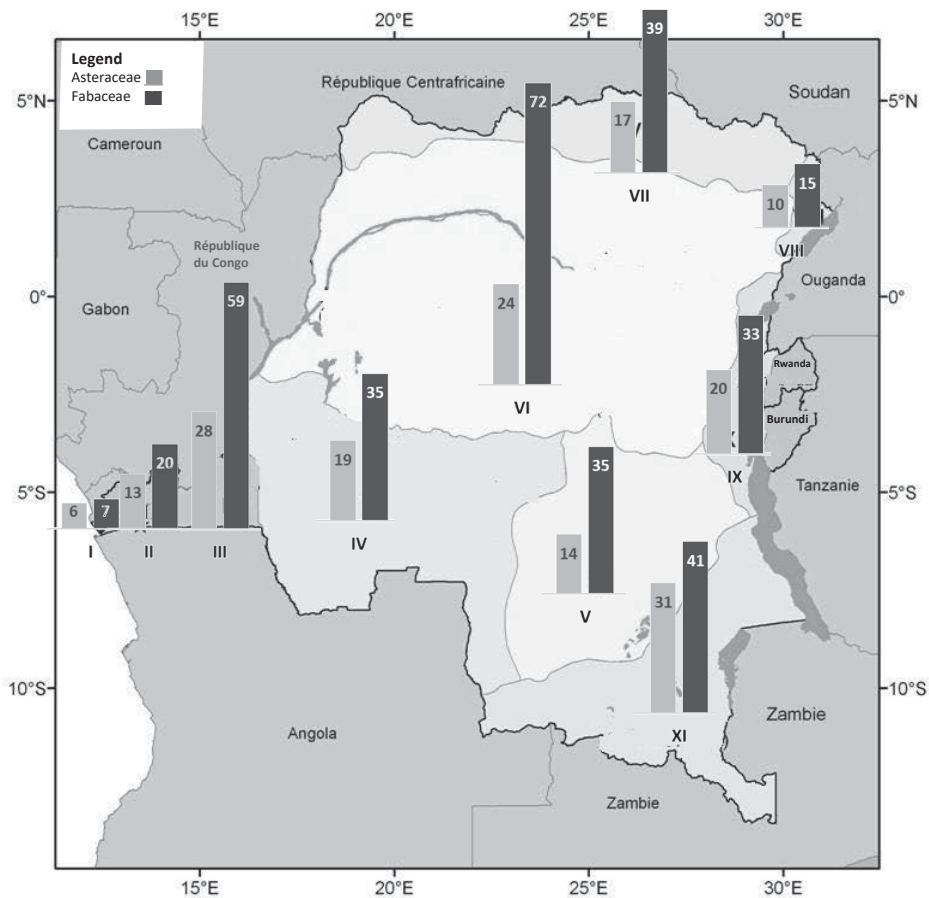 15°E 20°E 25°E 30°E
Legend
Asteraceae
Fabaceae
5°N
5°N
0°
0°
5°S
5°S
10°S
10°S
République Centrafricaine
Soudan
Cameroun
République
du Congo
Gabon
Ouganda
Rwanda
Burundi
Tanzanie
Angola
Zambie
Zambie
6 7
I
13 20
II
28 59
III
19 35
IV
14 35
V
24 72
VI
17 39
VII
10 15
VIII
20 33
IX
31 41
XI
15°E 20°E 25°E 30°E